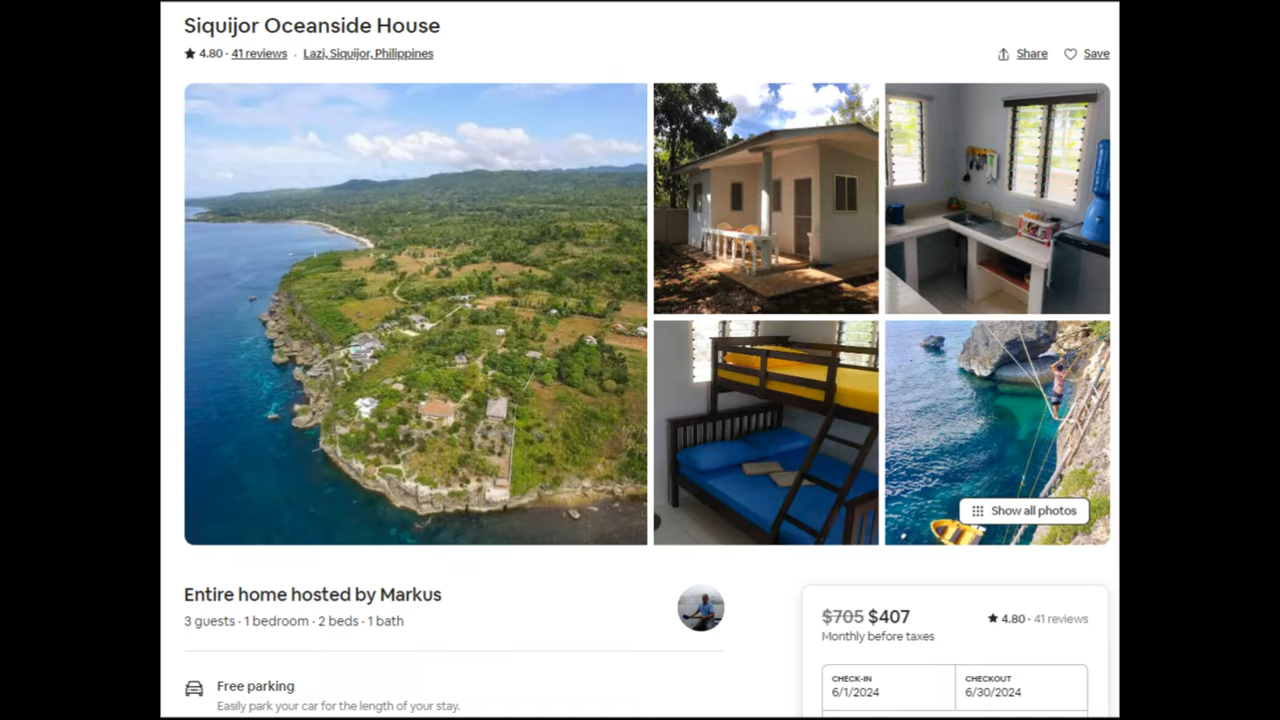 Siquijor Oceanside House
★ 4.80 · 41 reviews · Lazi, Siquijor, Philippines
Share
Save
Show all photos
Entire home hosted by Markus
3 guests · 1 bedroom · 2 beds · 1 bath
$705 $407
★ 4.80 · 41 reviews
Monthly before taxes
CHECK-IN
6/1/2024
CHECKOUT
6/30/2024
Free parking
Easily park your car for the length of your stay.